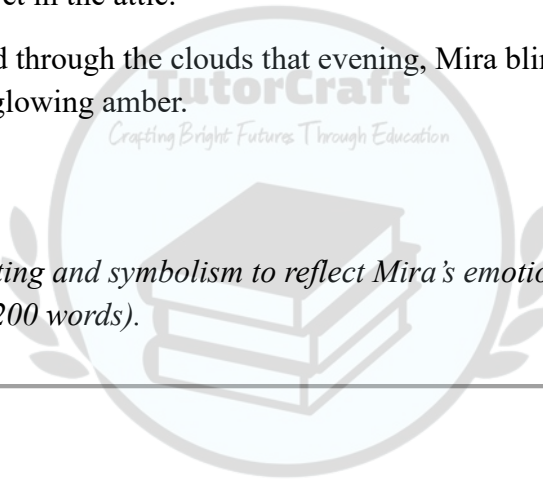 ct in the attic.
d through the clouds that evening, Mira blin
glowing amber.
TutorCraft
Crafting Bright Futures Through Education
ting and symbolism to reflect Mira’s emotio
200 words).